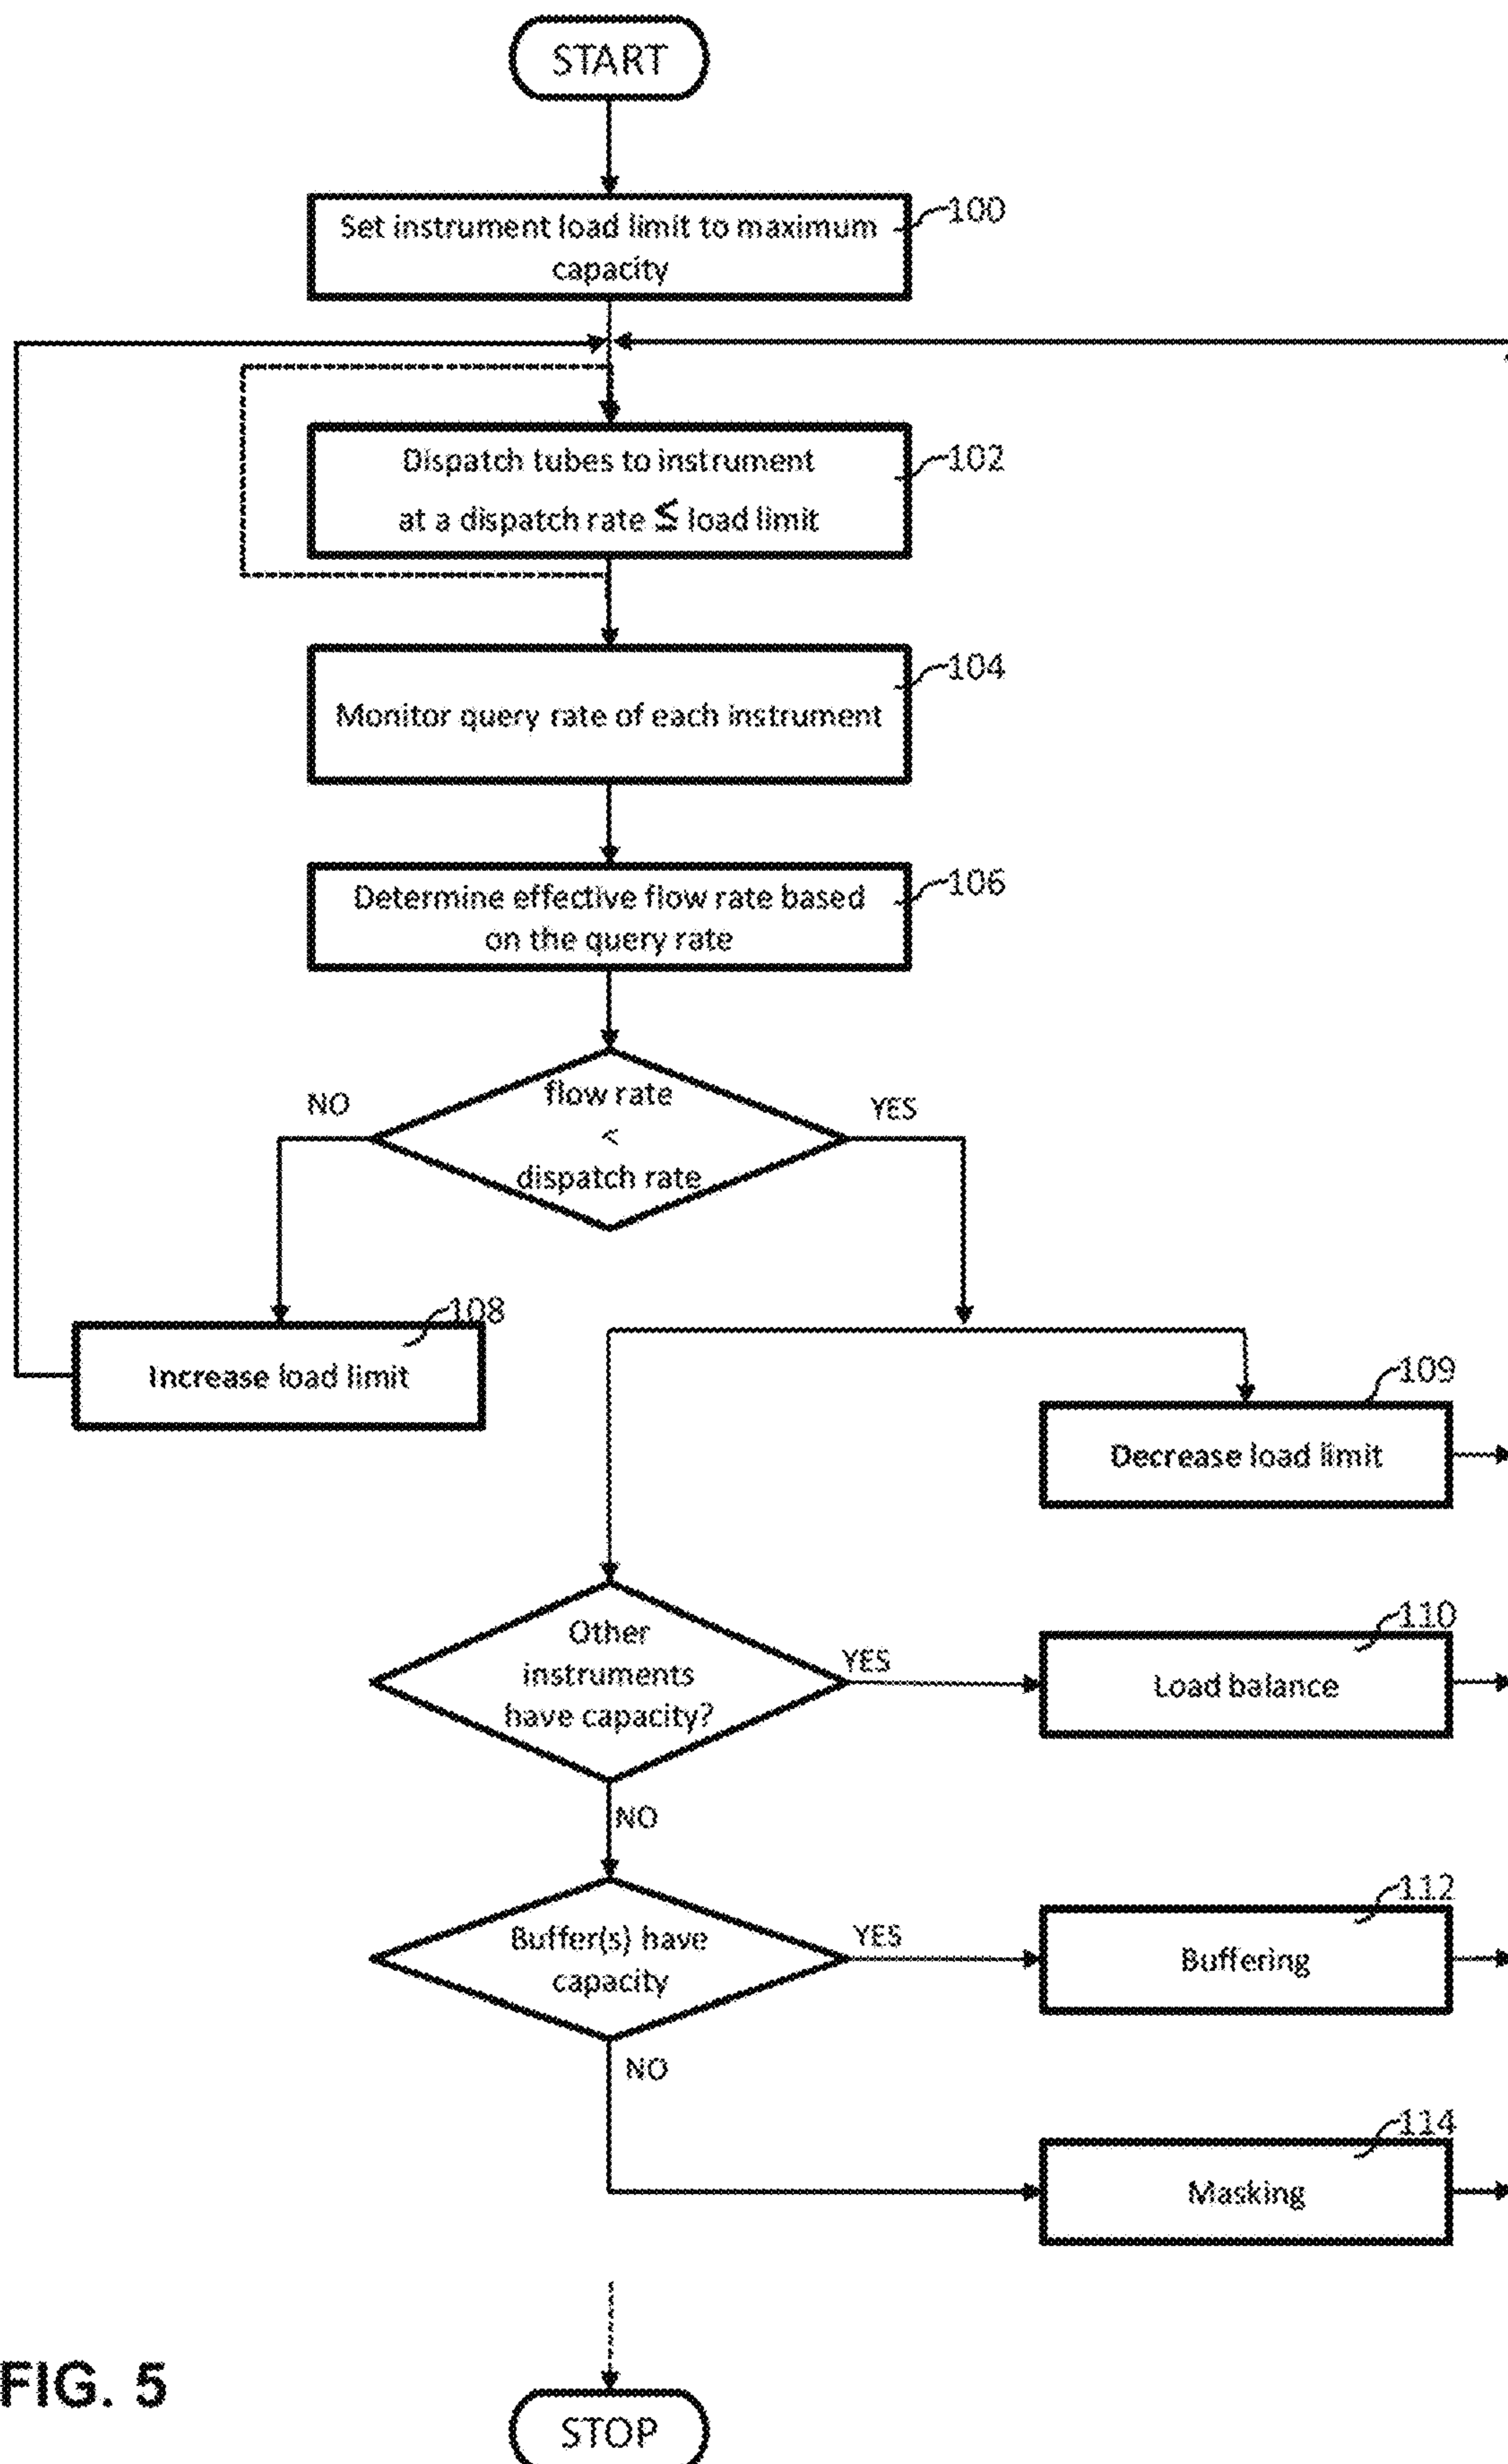 START
100
Set instrument load limit to maximum
capacity
102
Dispatch tubes to instrument
at a dispatch rate ≦ load limit
104
Monitor query rate of each instrument
106
Determine effective flow rate based
on the query rate
flow rate
<
dispatch rate
NO
YES
108
Increase load limit
109
Decrease load limit
Other
instruments
have capacity?
YES
110
Load balance
NO
Buffer(s) have
capacity
YES
112
Buffering
NO
114
Masking
STOP
FIG. 5